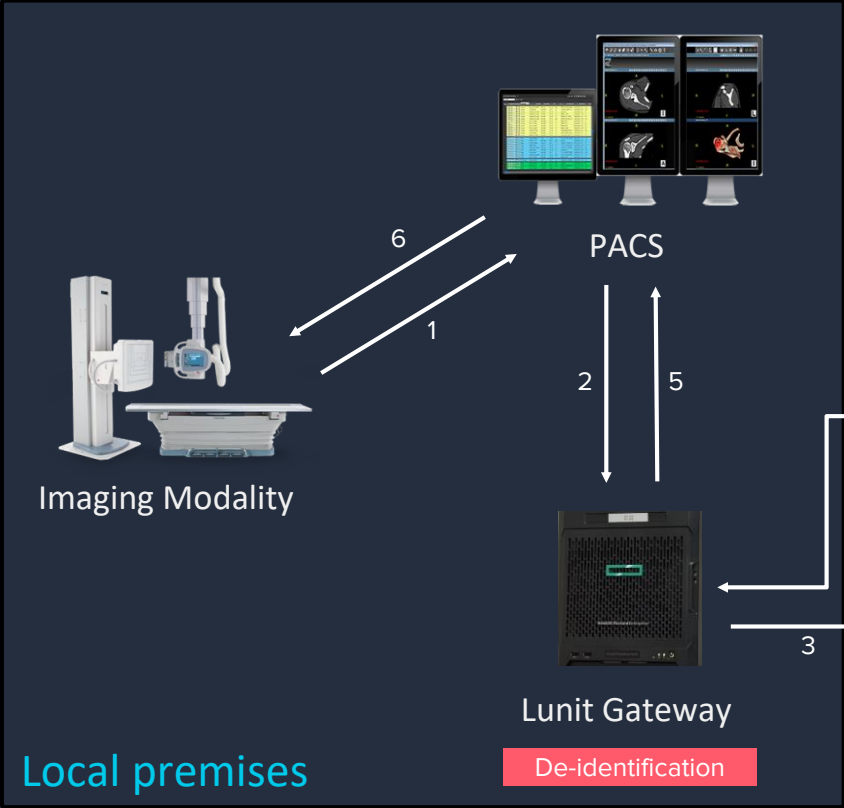 PACS
6
1
2
5
Imaging Modality
3
Lunit Gateway
De-identification
Local premises